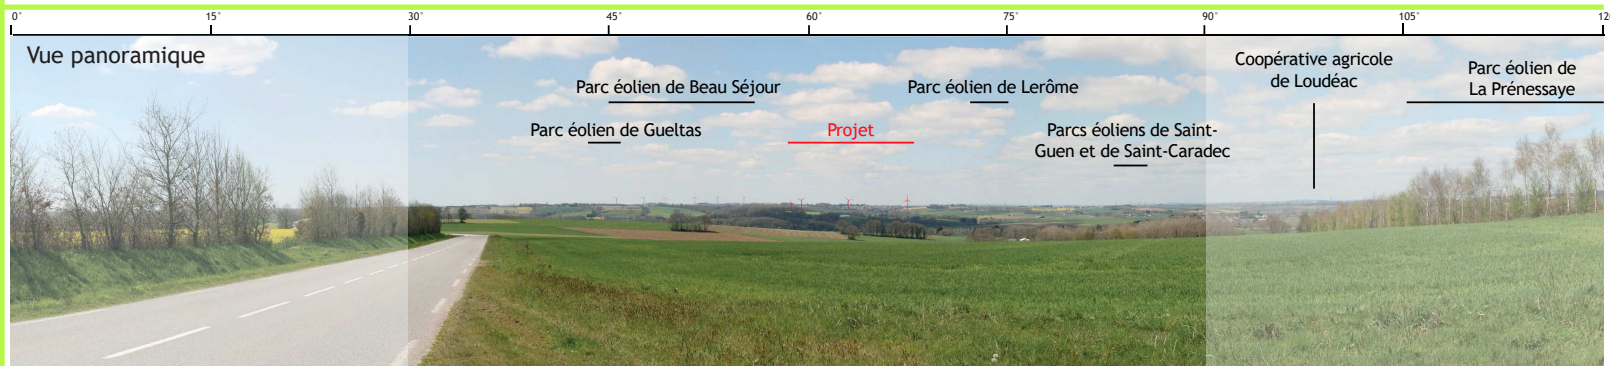 0°
15°
30°
45°
60°
75°
90°
105°
120
Vue panoramique
Parc éolien de Beau Séjour
Parc éolien de Gueltas
Projet
Parc éolien de Lerôme
Parcs éoliens de Saint-
Guen et de Saint-Caradec
Coopérative agricole
de Loudéac
Parc éolien de
La Prénessaye